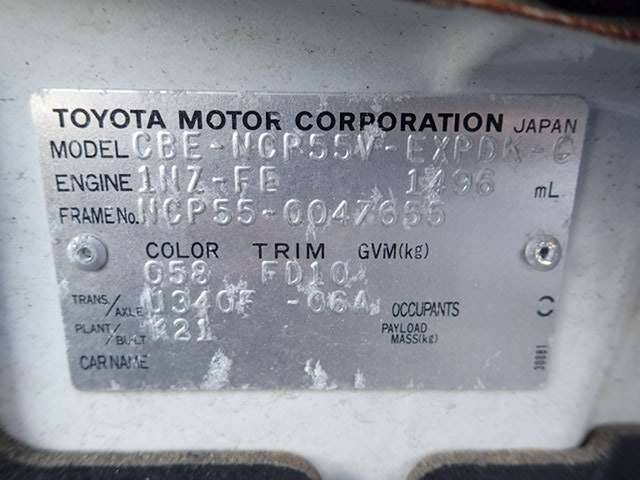 TOYOTA MOTOR CORPORATION JAPAN
MODEL CBE-NCP55V-EXPDK-G
ENGINE 1NZ-FE 1496 mL
FRAME No. NCP55-0047655
COLOR TRIM GVM(kg)
058 FD10
TRANS./AXLE U340F -06A OCCUPANTS
PLANT/BUILT K21 PAYLOAD MASS(kg)
CAR NAME